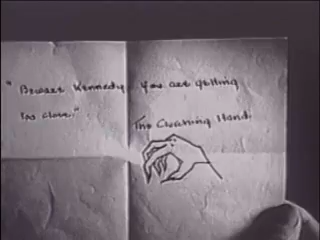 "Beware Kennedy. You are getting
too close."
The Clutching Hand.